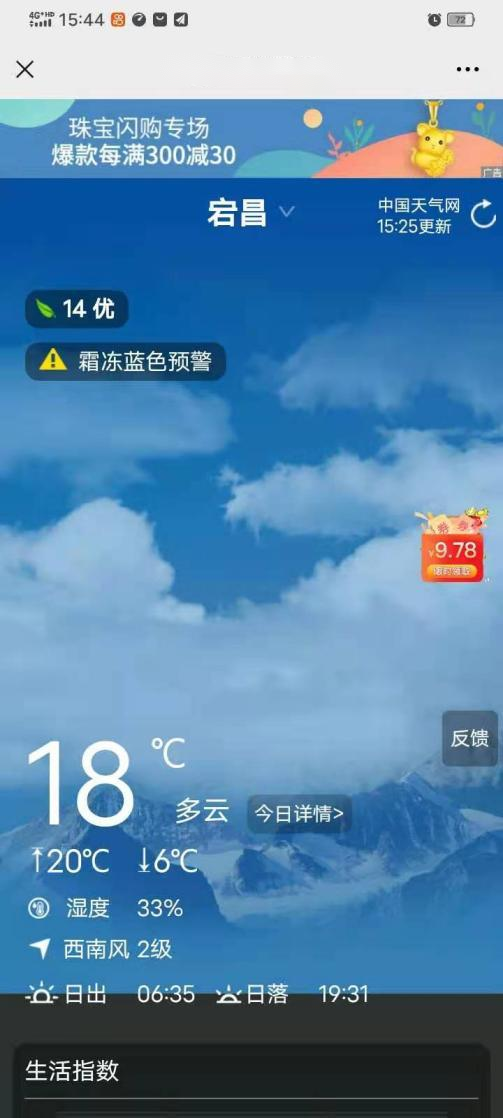 4G+HD 15:44 72
珠宝闪购专场
爆款每满300减30
广告
宕昌
中国天气网
15:25更新
14 优
霜冻蓝色预警
¥9.78
限时领取
反馈
18℃
多云 今日详情>
↑20℃ ↓6℃
湿度 33%
西南风 2级
日出 06:35 日落 19:31
生活指数